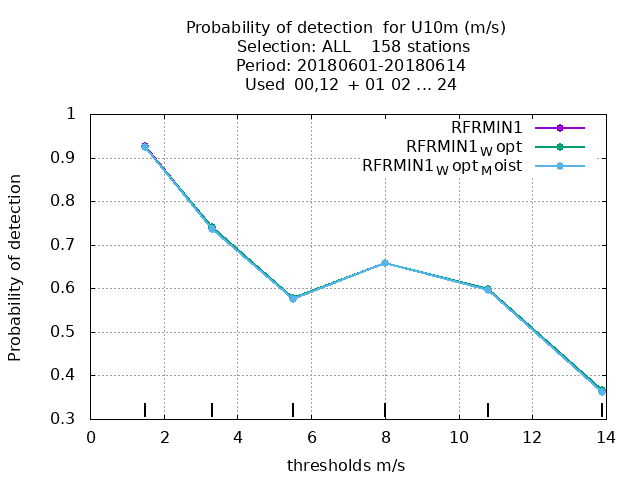 Probability of detection for U10m (m/s)
Selection: ALL 158 stations
Period: 20180601-20180614
Used 00,12 + 01 02 ... 24
RFRMIN1
RFRMIN1Wopt
RFRMIN1WoptMoist
1
0.9
0.8
0.7
0.6
0.5
0.4
0.3
Probability of detection
0 2 4 6 8 10 12 14
thresholds m/s